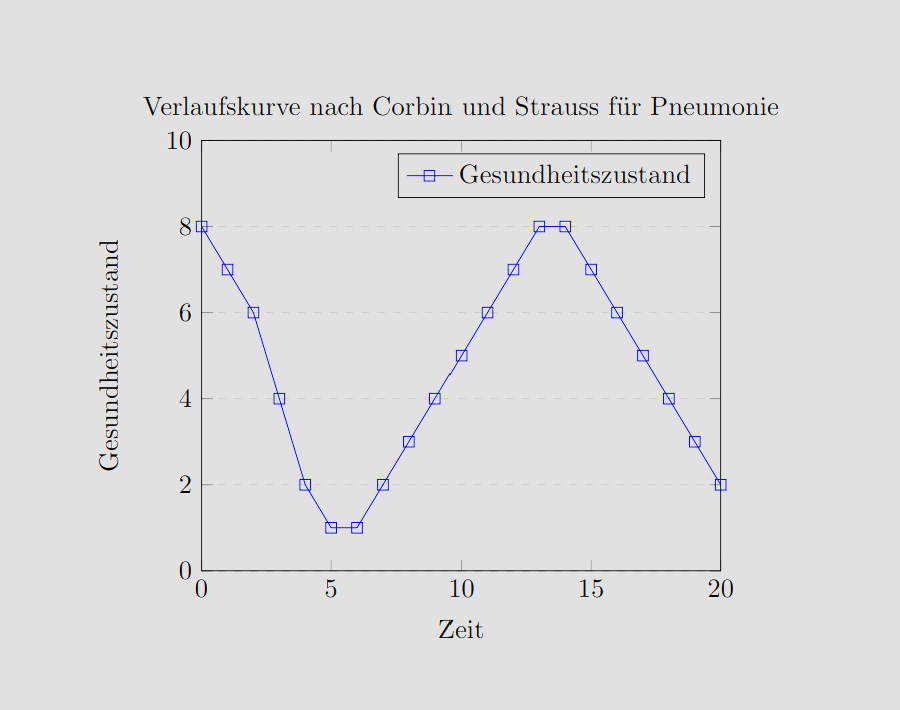 Verlaufskurve nach Corbin und Strauss für Pneumonie
10
Gesundheitszustand
8
6
4
2
0
Gesundheitszustand
0 5 10 15 20
Zeit